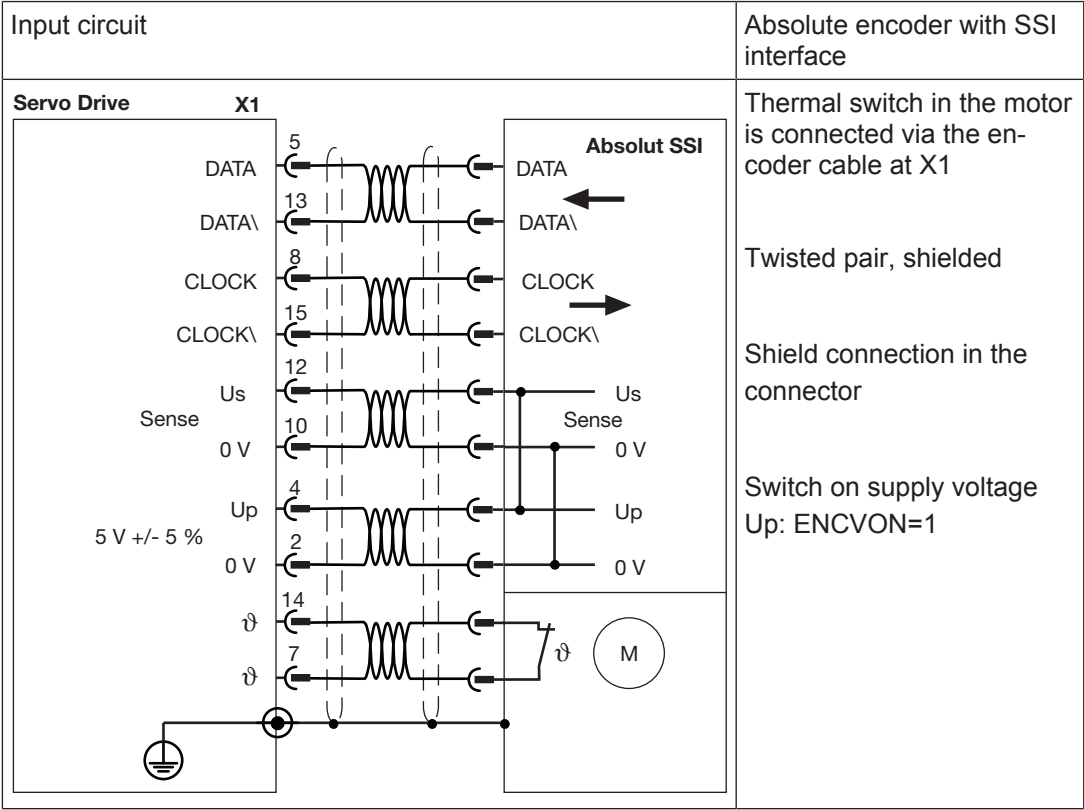 Input circuit
Absolute encoder with SSI
interface
Servo Drive X1
Absolut SSI
5
DATA DATA
13
DATA\ DATA\
8
CLOCK CLOCK
15
CLOCK\ CLOCK\
12
Us Us
Sense Sense
10
0 V 0 V
4
Up Up
5 V +/- 5 %
2
0 V 0 V
14
ϑ
7
ϑ
ϑ M
Thermal switch in the motor
is connected via the en-
coder cable at X1
Twisted pair, shielded
Shield connection in the
connector
Switch on supply voltage
Up: ENCVON=1